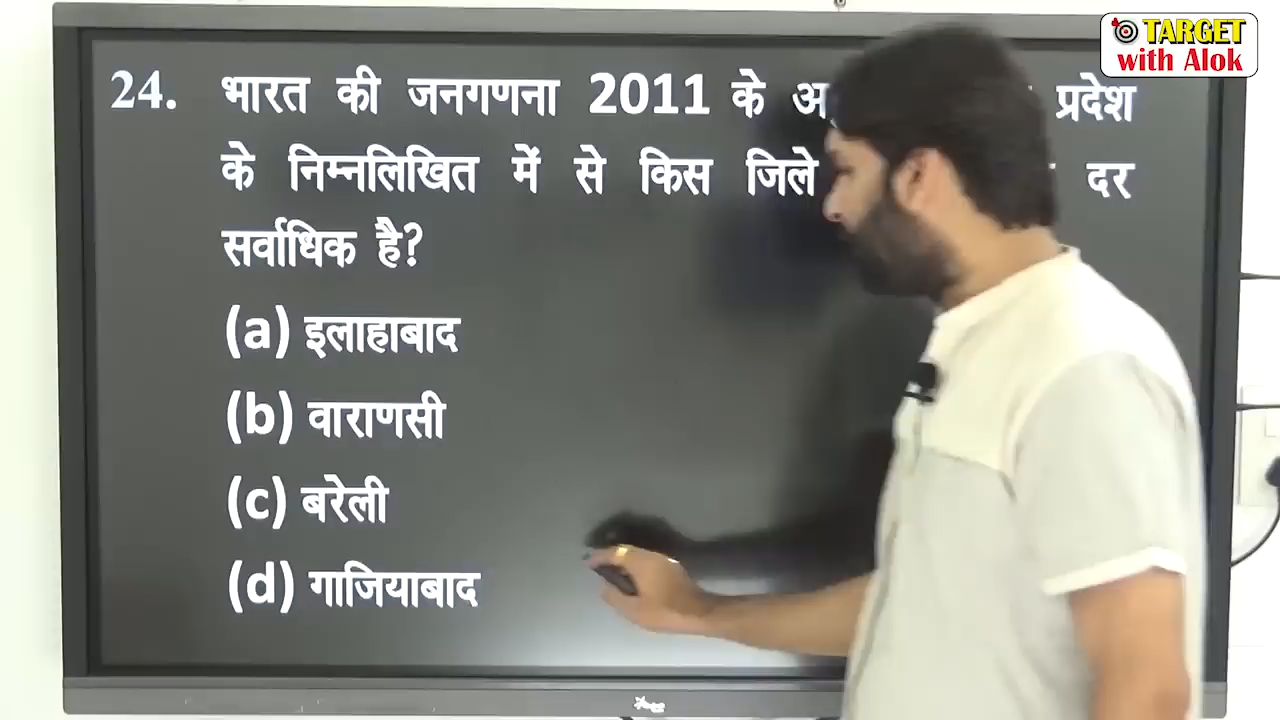 TARGET
with Alok
24. भारत की जनगणना 2011 के प्रदेश
के निम्नलिखित में से किस जिले दर
सर्वाधिक है?
(a) इलाहाबाद
(b) वाराणसी
(c) बरेली
(d) गाजियाबाद